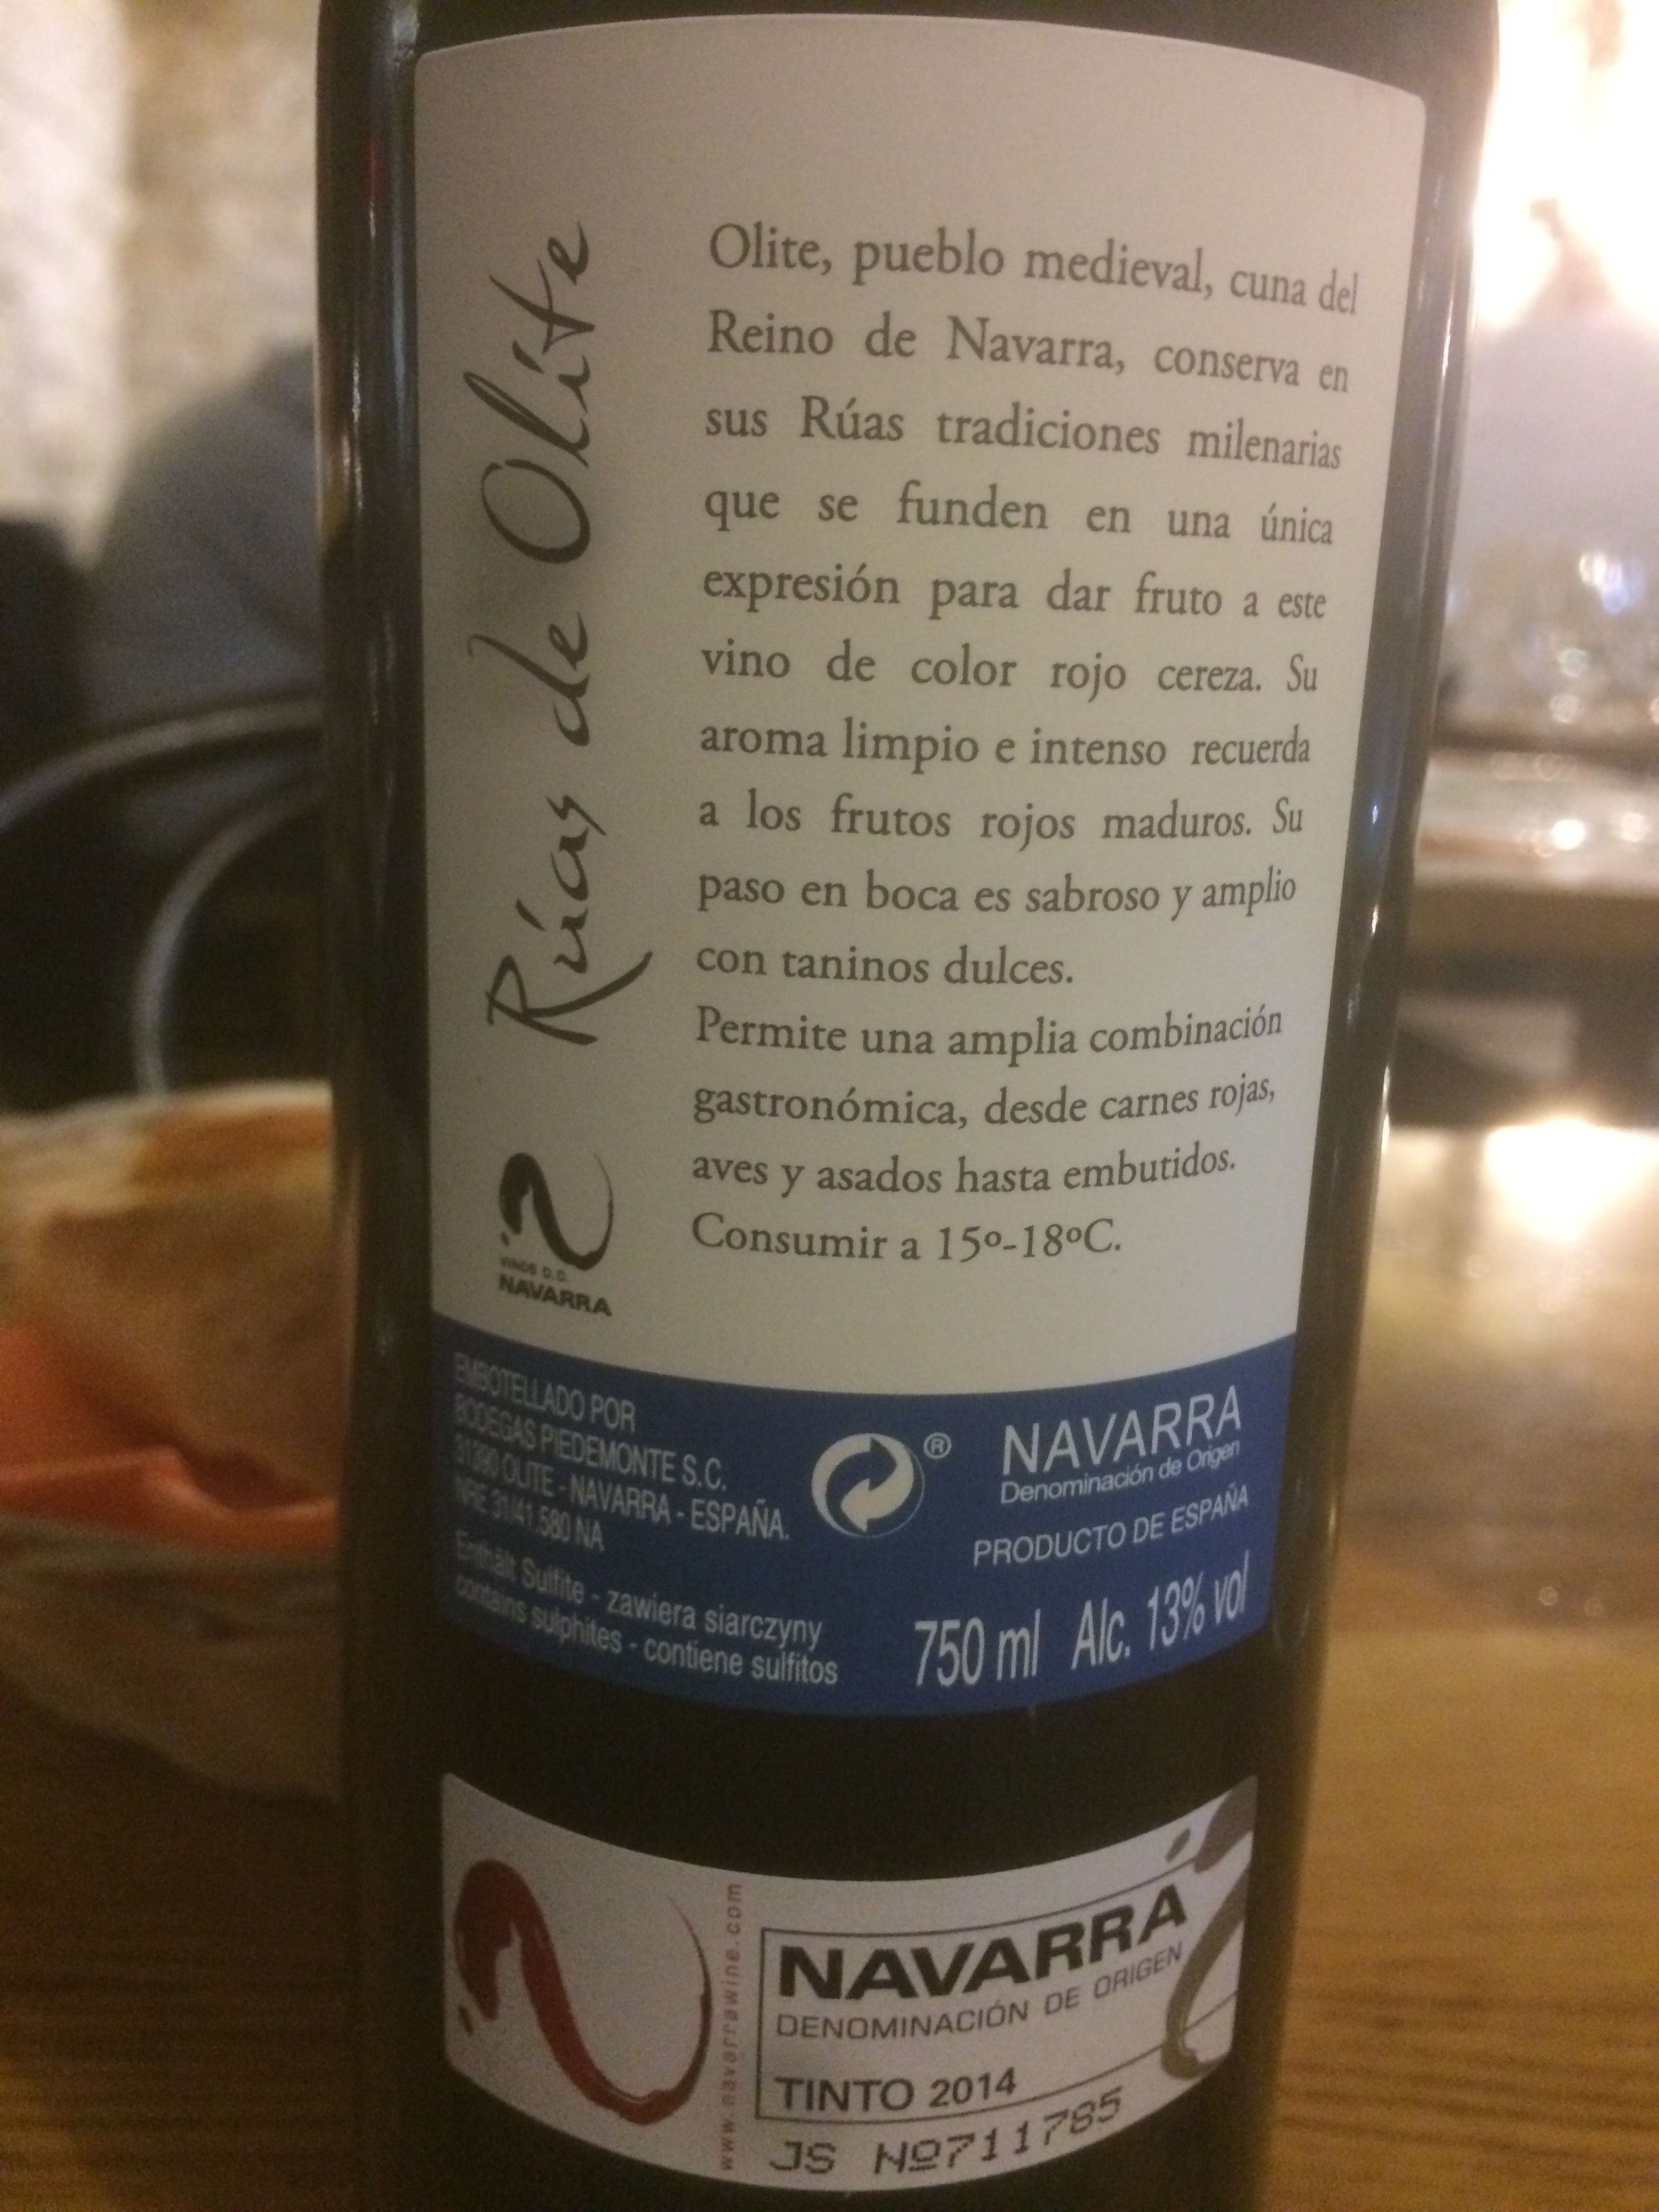 Rúas de Olite
Olite, pueblo medieval, cuna del
Reino de Navarra, conserva en
sus Rúas tradiciones milenarias
que se funden en una única
expresión para dar fruto a este
vino de color rojo cereza. Su
aroma limpio e intenso recuerda
a los frutos rojos maduros. Su
paso en boca es sabroso y amplio
con taninos dulces.
Permite una amplia combinación
gastronómica, desde carnes rojas,
aves y asados hasta embutidos.
Consumir a 15º-18ºC.
VINOS D.O.
NAVARRA
EMBOTELLADO POR
BODEGAS PIEDEMONTE S.C.
31390 OLITE - NAVARRA - ESPAÑA.
NRE 31/41.580 NA
Enthält Sulfite - zawiera siarczyny
contains sulphites - contiene sulfitos
®
NAVARRA
Denominación de Origen
PRODUCTO DE ESPAÑA
750 ml Alc. 13% vol
www.navarrawine.com
NAVARRA
DENOMINACIÓN DE ORIGEN
TINTO 2014
JS Nº711785